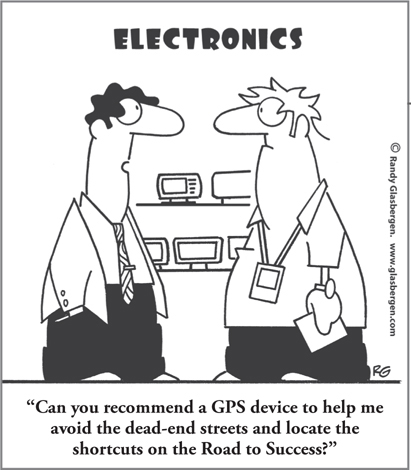 ELECTRONICS
© Randy Glasbergen. www.glasbergen.com
RG
“Can you recommend a GPS device to help me
avoid the dead-end streets and locate the
shortcuts on the Road to Success?”